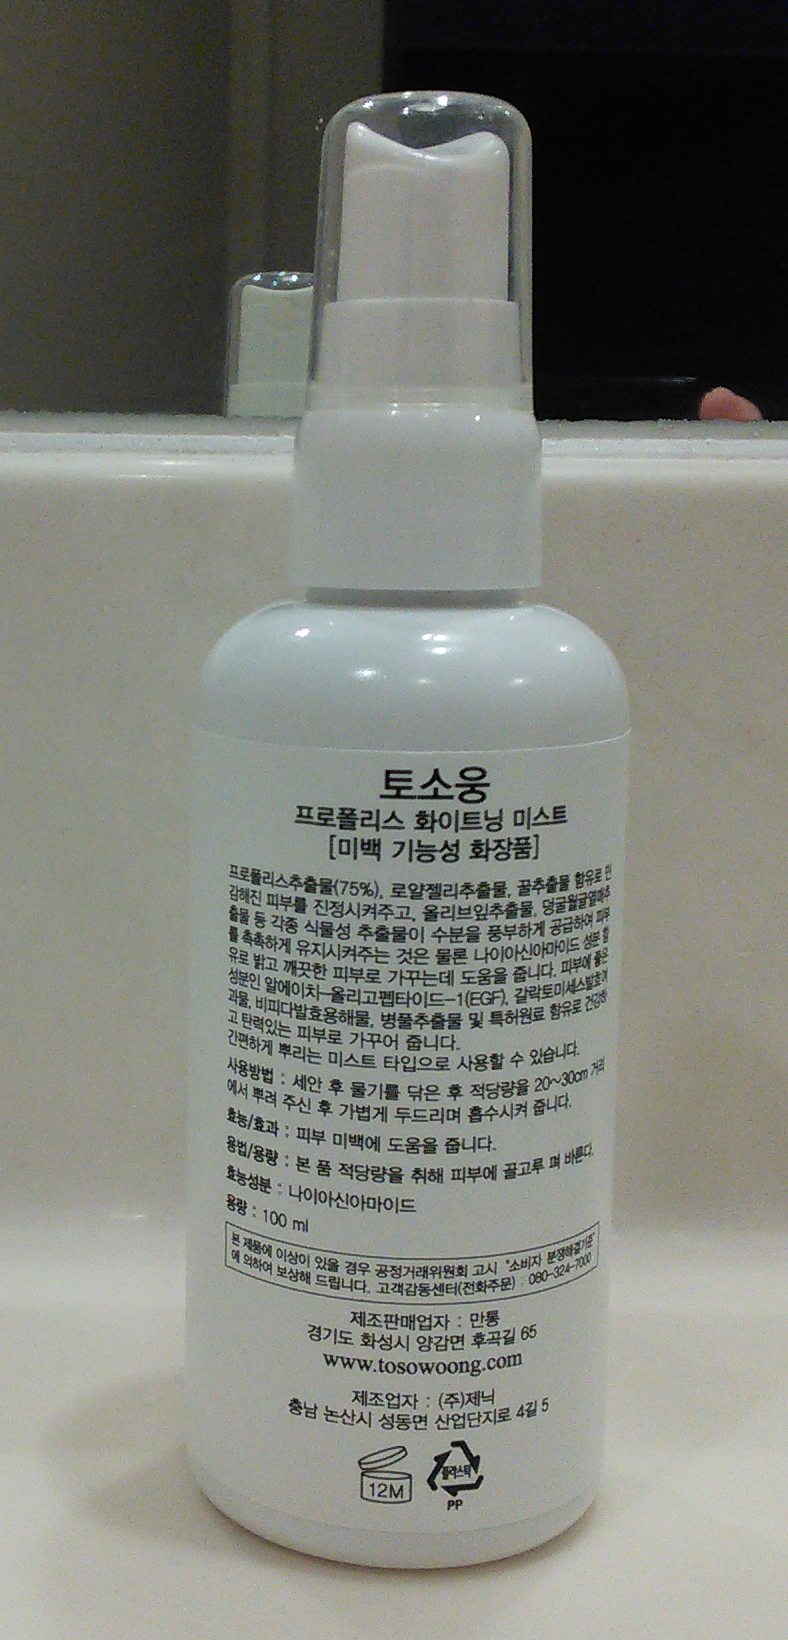 토소웅
프로폴리스 화이트닝 미스트
[미백 기능성 화장품]
프로폴리스추출물(75%), 로얄젤리추출물, 꿀추출물 함유로 민
감해진 피부를 진정시켜주고, 올리브잎추출물, 덩굴월귤열매추
출물 등 각종 식물성 추출물이 수분을 풍부하게 공급하여 피부
를 촉촉하게 유지시켜주는 것은 물론 나이아신아마이드 성분 함
유로 밝고 깨끗한 피부로 가꾸는데 도움을 줍니다. 피부에 좋은
성분인 알에이치-올리고펩타이드-1(EGF), 갈락토미세스발효여
과물, 비피다발효용해물, 병풀추출물 및 특허원료 함유로 건강하
고 탄력있는 피부로 가꾸어 줍니다.
간편하게 뿌리는 미스트 타입으로 사용할 수 있습니다.
사용방법 : 세안 후 물기를 닦은 후 적당량을 20~30cm 거리
에서 뿌려 주신 후 가볍게 두드리며 흡수시켜 줍니다.
효능/효과 : 피부 미백에 도움을 줍니다.
용법/용량 : 본 품 적당량을 취해 피부에 골고루 펴 바른다.
효능성분 : 나이아신아마이드
용량 : 100 ml
본 제품에 이상이 있을 경우 공정거래위원회 고시 "소비자 분쟁해결기준"
에 의하여 보상해 드립니다. 고객감동센터(전화주문) : 080-324-7000
제조판매업자 : 만통
경기도 화성시 양감면 후곡길 65
www.tosowoong.com
제조업자 : (주)제닉
충남 논산시 성동면 산업단지로 4길 5
12M
플라스틱
PP